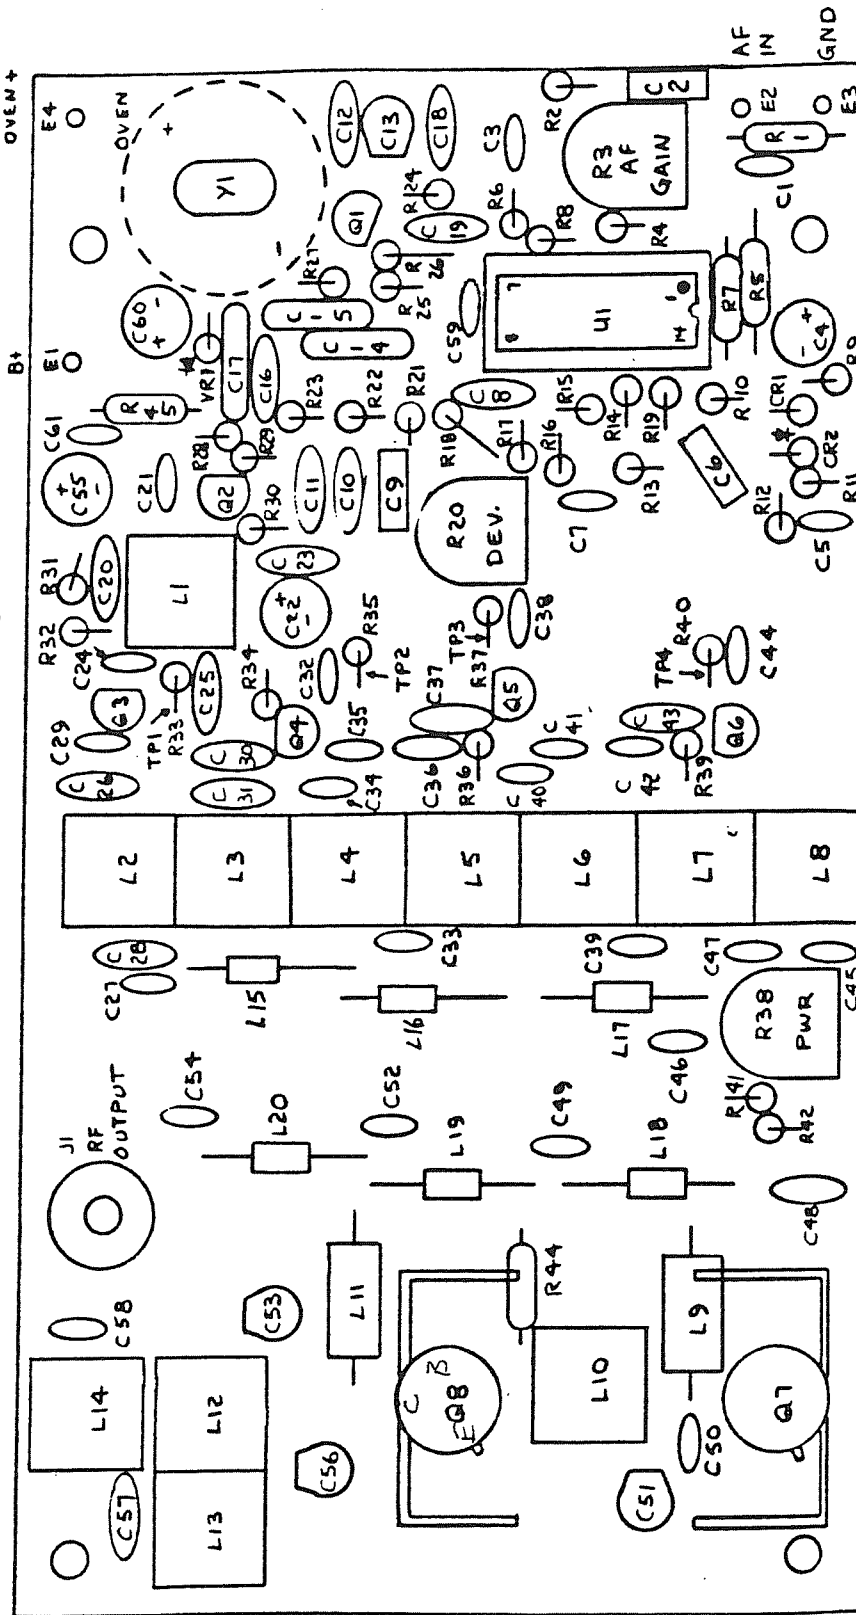 OVEN+
B+
AF
IN
GND
E4
E1
E2
E3
OVEN
+
-
Y1
C12
C13
C18
C3
R2
C2
R3
AF
GAIN
R1
C1
Q1
R24
C19
R6
R8
R4
R27
R26
R25
C60
+
-
C15
C14
C59
7
8
U1
1
14
R7
R5
C4
+
-
VR1
C17
C16
R45
C61
R23
R22
R21
C8
R18
R17
R15
R14
R19
R10
CR1
R9
R28
R29
C55
+
-
C21
Q2
R30
C11
C10
C9
R20
DEV.
R16
C7
R13
C6
CR2
R11
R12
C5
R31
C20
L1
C23
C22
+
-
R32
C24
R33
TP1
C25
R34
C32
R35
TP2
TP3
R37
C38
TP4
R40
C44
C29
Q3
C30
Q4
C35
C37
C36
R36
Q5
C41
C40
C42
C43
R39
Q6
C
R6
C31
C34
L2
L3
L4
L5
L6
L7
L8
C28
C27
L15
C33
L16
C39
L17
C47
C45
C46
R38
PWR
R41
R42
J1
RF
OUTPUT
C54
L20
C52
L19
C49
L18
C48
C58
C53
L11
R44
L9
L14
L12
L13
C57
C56
Q8
C
B
E
L10
C51
C50
Q7